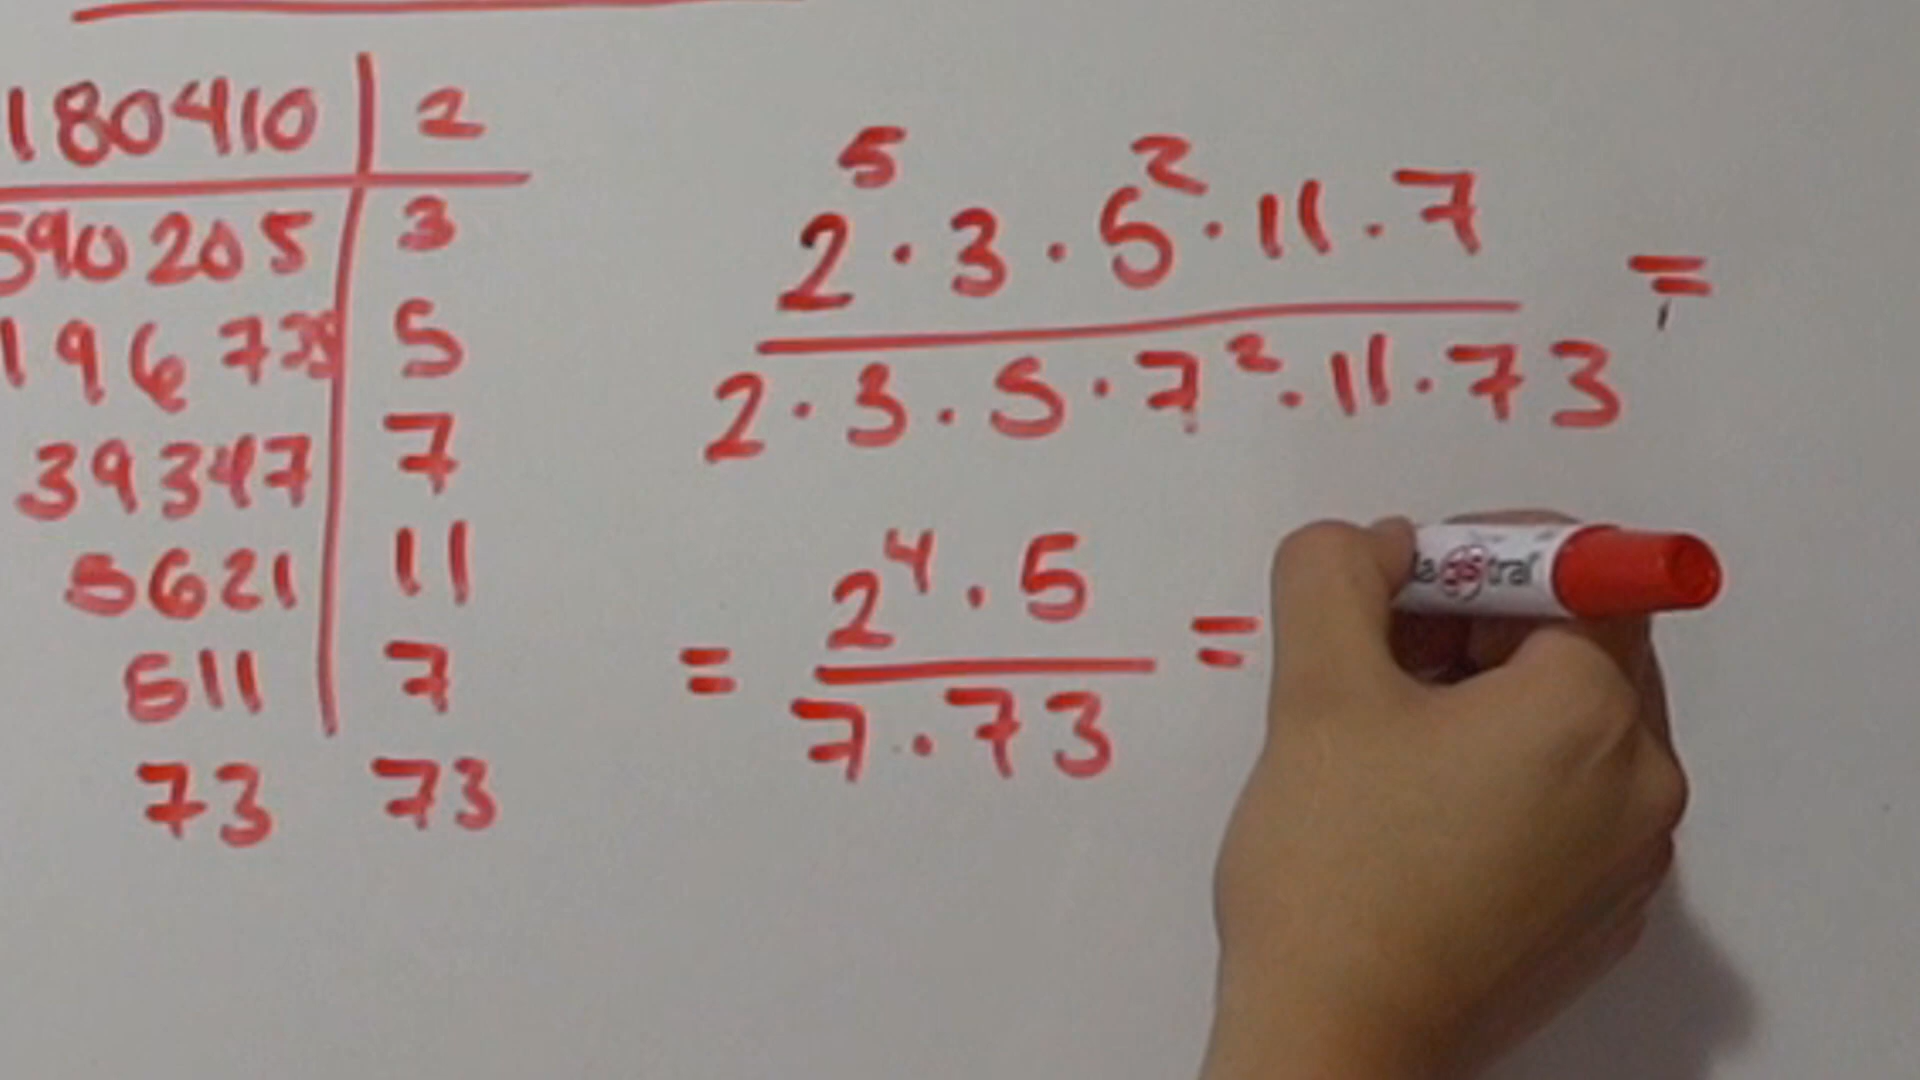 180410 | 2
590205 | 3
196735 | 5
39347 | 7
5621 | 11
511 | 7
73 73
2⁵ · 3 · 5² · 11 · 7 =
2 · 3 · 5 · 7² · 11 · 73
= 2⁴ · 5 =
7 · 73